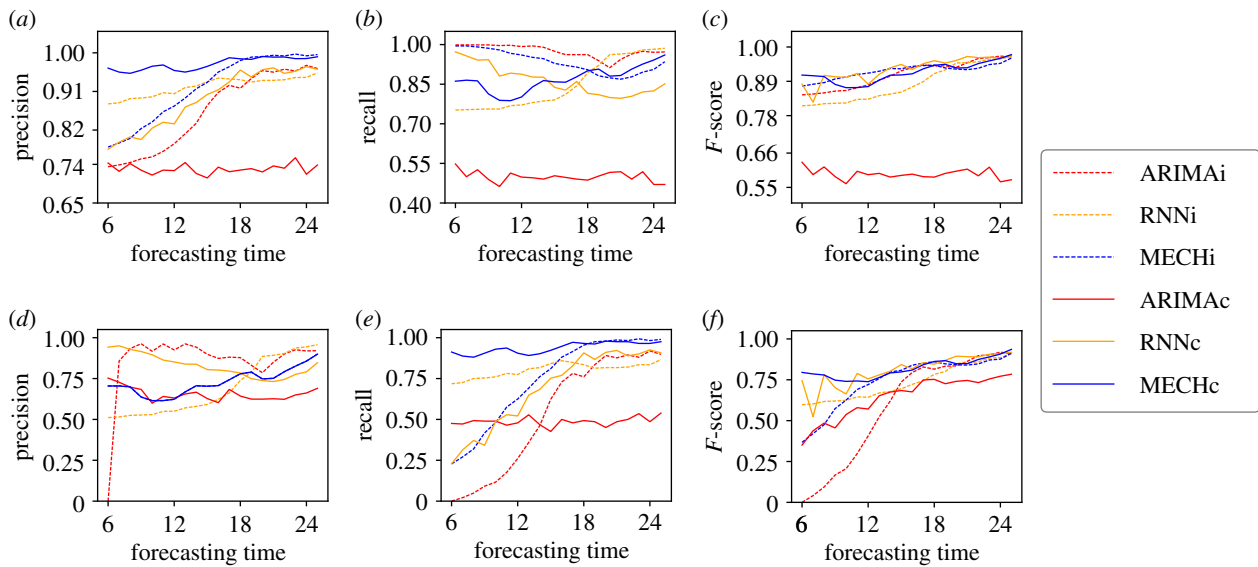 (a)
(b)
(c)
1.00
0.91
0.82
0.74
0.65
precision
6 12 18 24
forecasting time
1.00
0.85
0.75
0.55
0.40
recall
6 12 18 24
forecasting time
1.00
0.89
0.78
0.66
0.55
F-score
6 12 18 24
forecasting time
ARIMAi
RNNi
MECHi
ARIMAc
RNNc
MECHc
(d)
(e)
(f)
1.00
0.75
0.50
0.25
0
precision
6 12 18 24
forecasting time
1.00
0.75
0.50
0.25
0
recall
6 12 18 24
forecasting time
1.00
0.75
0.50
0.25
0
F-score
6 12 18 24
forecasting time